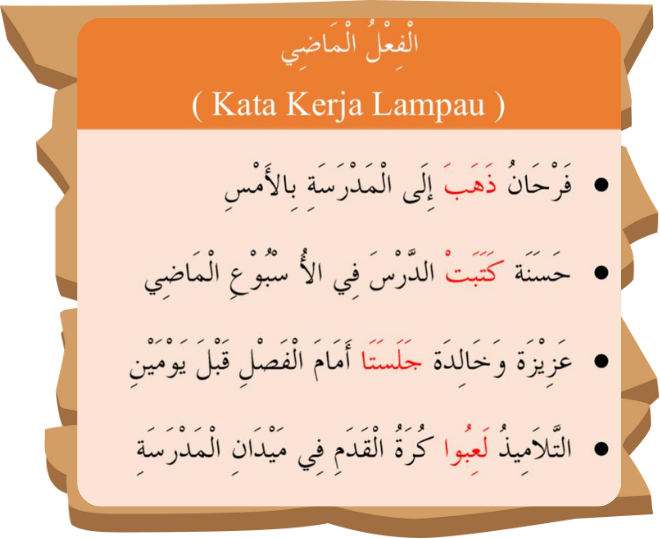 الْفِعْلُ الْمَاضِي
( Kata Kerja Lampau )
• فَرْحَانُ ذَهَبَ إِلَى الْمَدْرَسَةِ بِالأَمْسِ
• حَسَنَة كَتَبَتْ الدَّرْسَ فِي الأُ سْبُوْعِ الْمَاضِي
• عَزِيْزَة وَخَالِدَة جَلَسَتَا أَمَامَ الْفَصْلِ قَبْلَ يَوْمَيْنِ
• التَّلاَمِيذُ لَعِبُوا كُرَةُ الْقَدَمِ فِي مَيْدَانِ الْمَدْرَسَةِ